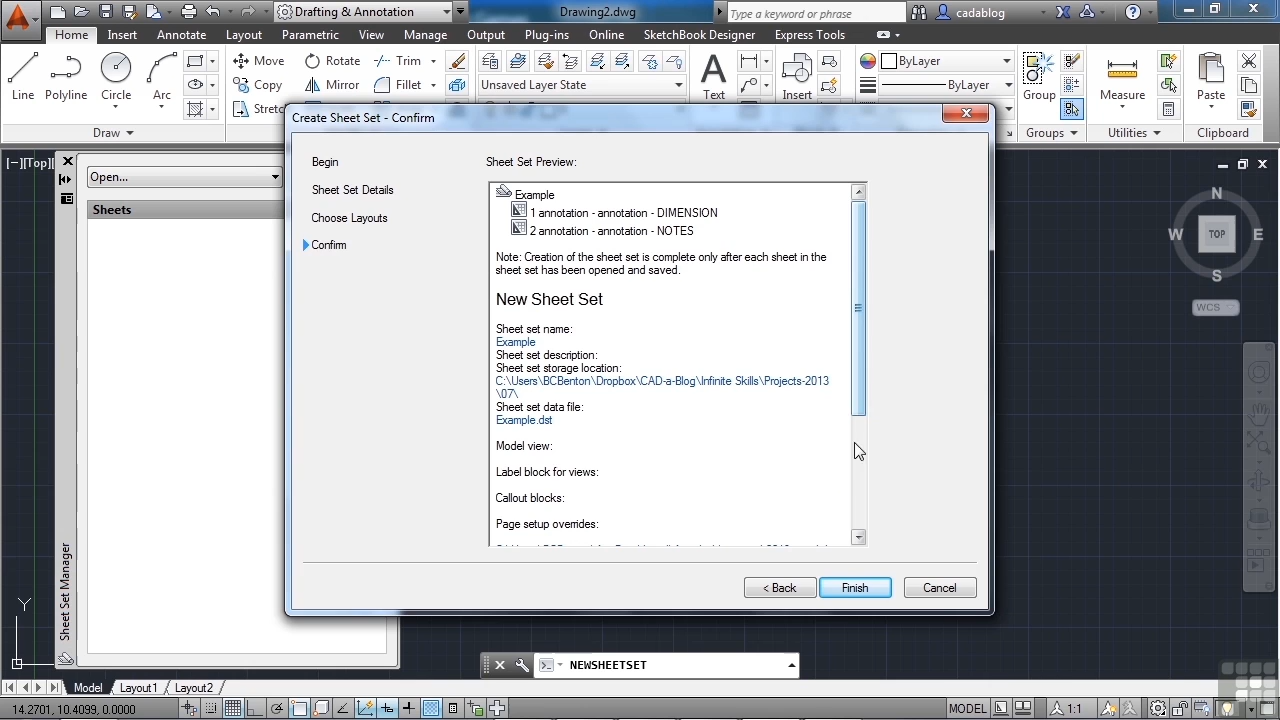 Drafting & Annotation
Drawing2.dwg
Type a keyword or phrase
cadablog
Home Insert Annotate Layout Parametric View Manage Output Plug-ins Online SketchBook Designer Express Tools
Line Polyline Circle Arc
Move Rotate Trim
Copy Mirror Fillet
Unsaved Layer State
Text
Insert
ByLayer
ByLayer
Group
Measure
Paste
Draw
Groups
Utilities
Clipboard
[−][Top]
Open...
Sheets
Sheet Set Manager
Create Sheet Set - Confirm
Begin
Sheet Set Details
Choose Layouts
Confirm
Sheet Set Preview:
Example
1 annotation - annotation - DIMENSION
2 annotation - annotation - NOTES
Note: Creation of the sheet set is complete only after each sheet in the
sheet set has been opened and saved.
New Sheet Set
Sheet set name:
Example
Sheet set description:
Sheet set storage location:
C:\Users\BCBenton\Dropbox\CAD-a-Blog\Infinite Skills\Projects-2013
\07\
Sheet set data file:
Example.dst
Model view:
Label block for views:
Callout blocks:
Page setup overrides:
< Back Finish Cancel
N
W TOP E
S
WCS
Y
X
NEWSHEETSET
Model Layout1 Layout2
14.2701, 10.4099, 0.0000
MODEL
1:1